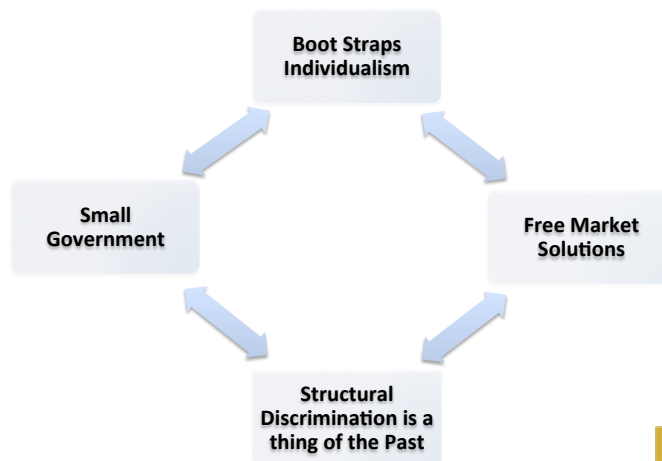 Boot Straps
Individualism
Small
Government
Free Market
Solutions
Structural
Discrimination is a
thing of the Past